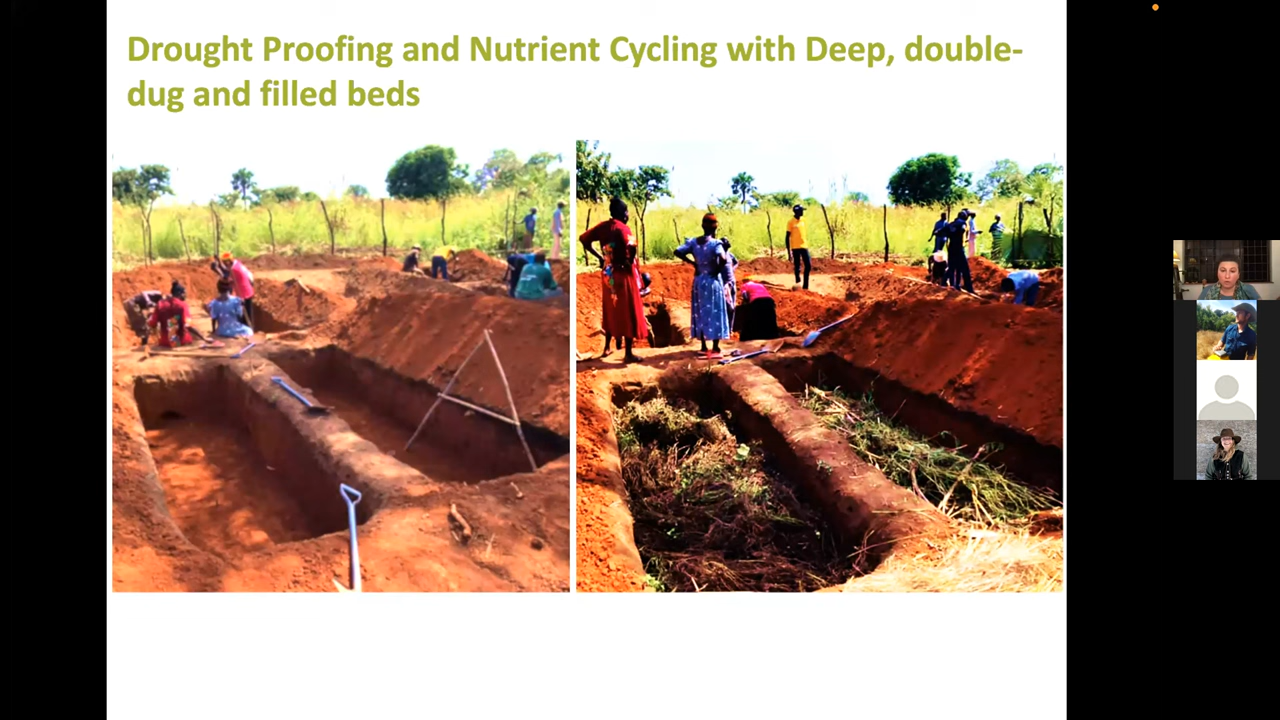 Drought Proofing and Nutrient Cycling with Deep, double-
dug and filled beds